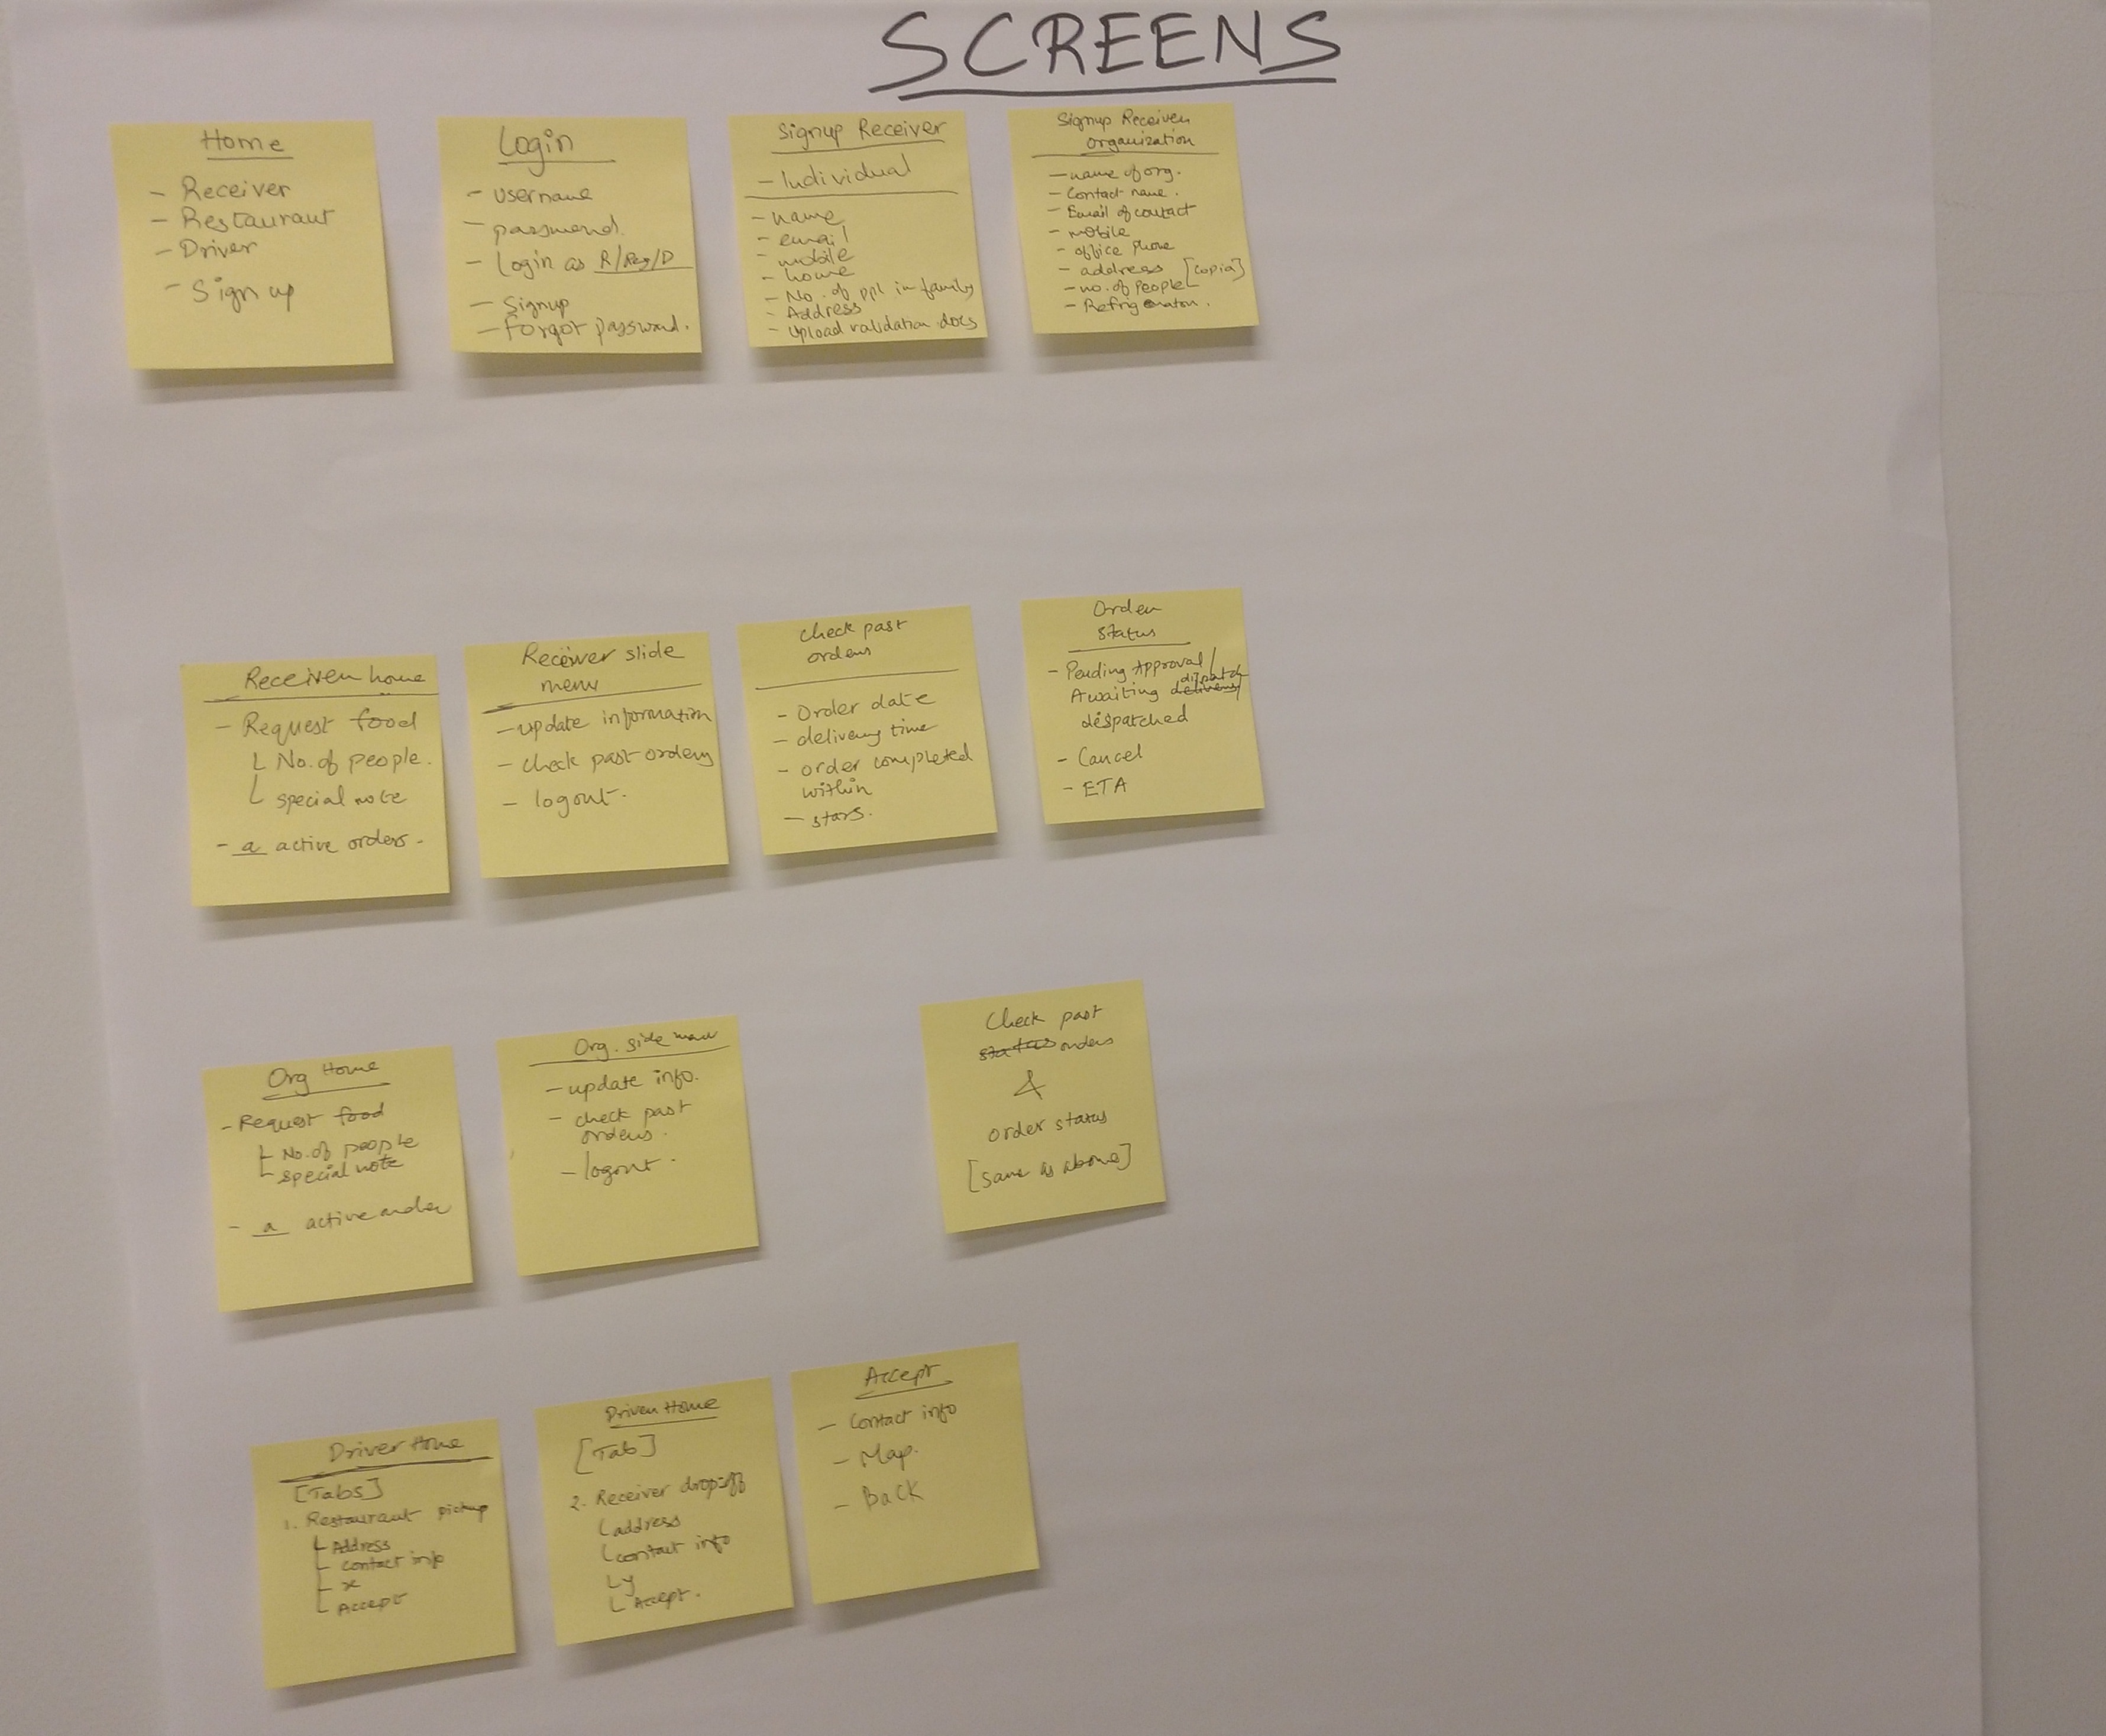 SCREENS
Home
- Receiver
- Restaurant
- Driver
- Sign up
Login
- username
- password.
- Login as R/Res/D
- Signup
- Forgot password.
Signup Receiver
- Individual
- name
- email
- mobile
- home
- No. of ppl in family
- Address
- Upload validation docs
Signup Receiver
Organization
- name of org.
- Contact name.
- Email of contact
- mobile
- office phone
- address [copia]
- no. of people
- Refrigeraton.
Receiver home
- Request food
No. of people.
special note
- a active orders.
Receiver slide
menu
- update information
- check past orders
- logout.
Check past
orders
- Order date
- delivery time
- order completed
within
- stars.
Order
status
- Pending Approval /
Awaiting delivery dispatch
despatched
- Cancel
- ETA
Org Home
- Request food
No. of people
special note
- a active order
Org. side menu
- update info.
- check past
orders.
- logout.
Check past
status orders
&
order status
[same as above]
Driver Home
[Tabs]
1. Restaurant pickup
Address
contact info
x
Accept
Driver Home
[Tab]
2. Receiver dropoff
address
contact info
y
Accept.
Accept
- Contact info
- Map.
- Back